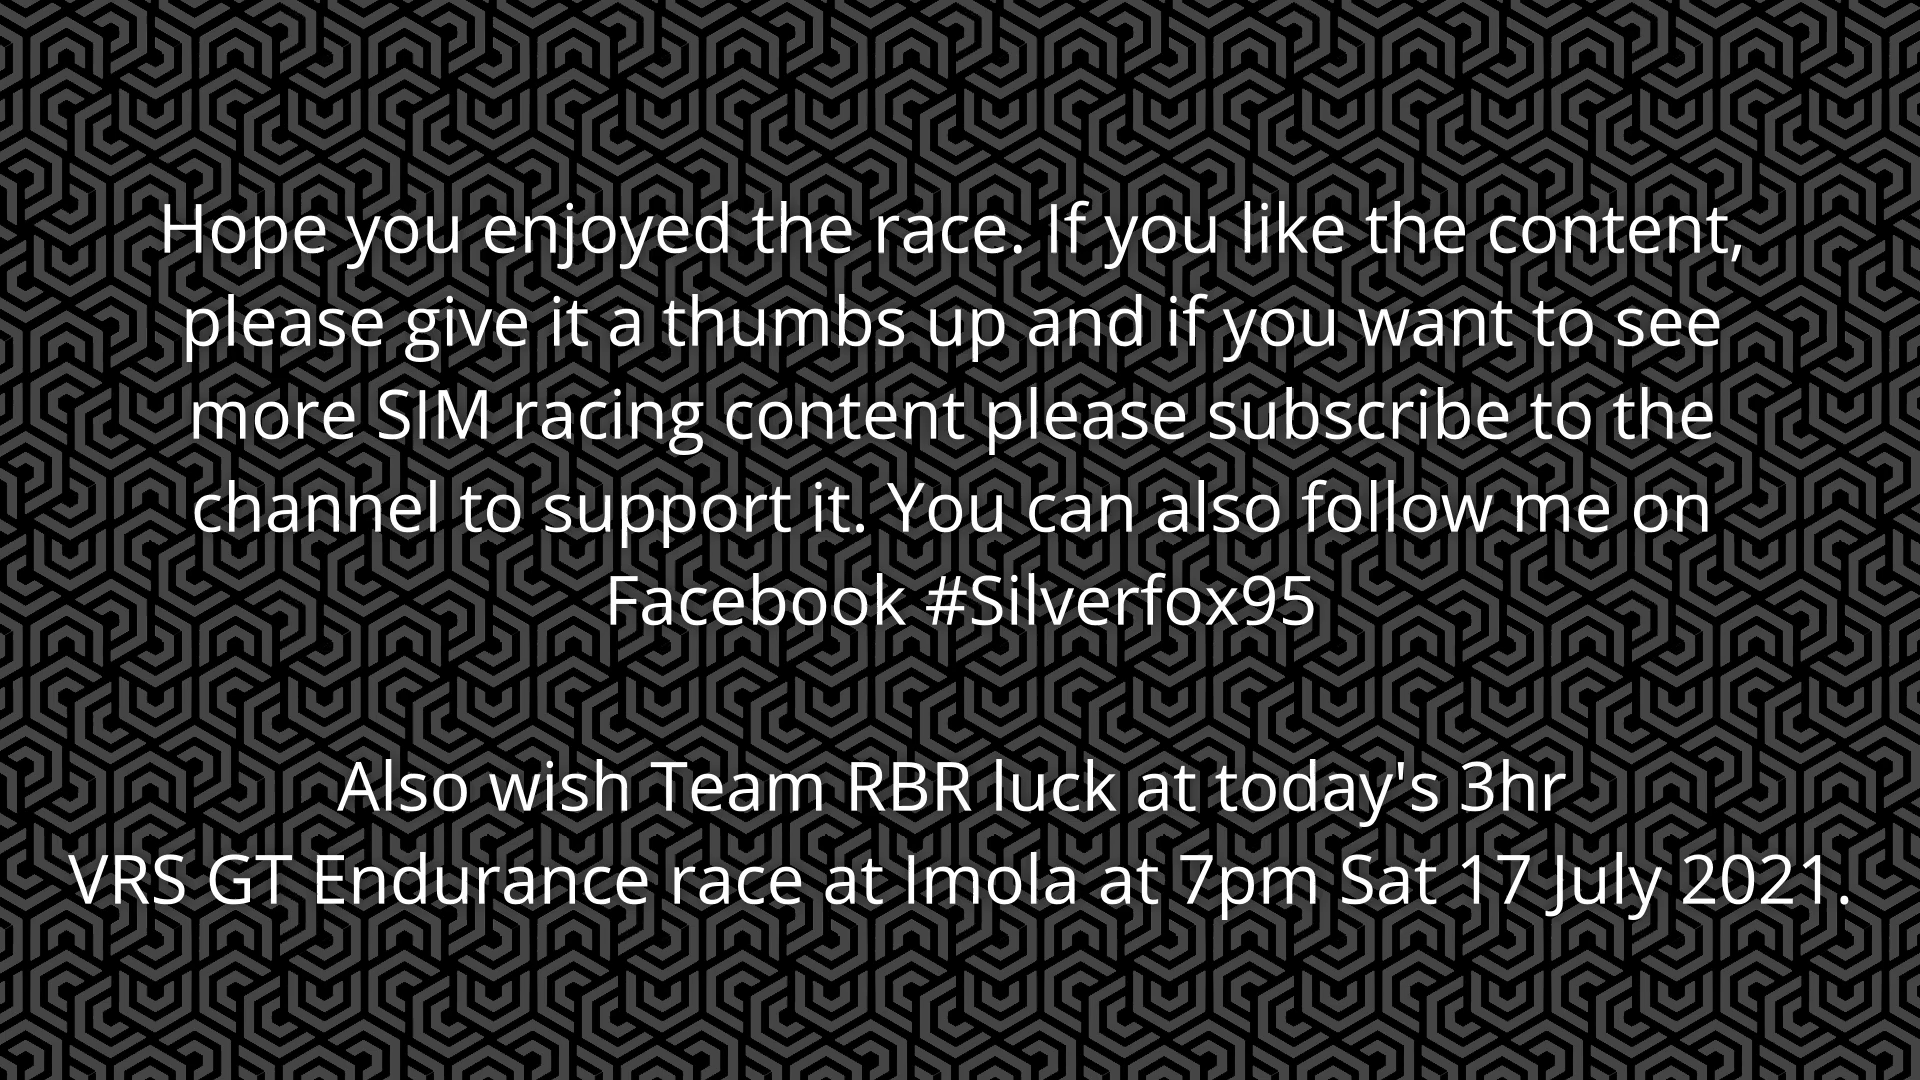 Hope you enjoyed the race. If you like the content,
please give it a thumbs up and if you want to see
more SIM racing content please subscribe to the
channel to support it. You can also follow me on
Facebook #Silverfox95
Also wish Team RBR luck at today's 3hr
VRS GT Endurance race at Imola at 7pm Sat 17 July 2021.